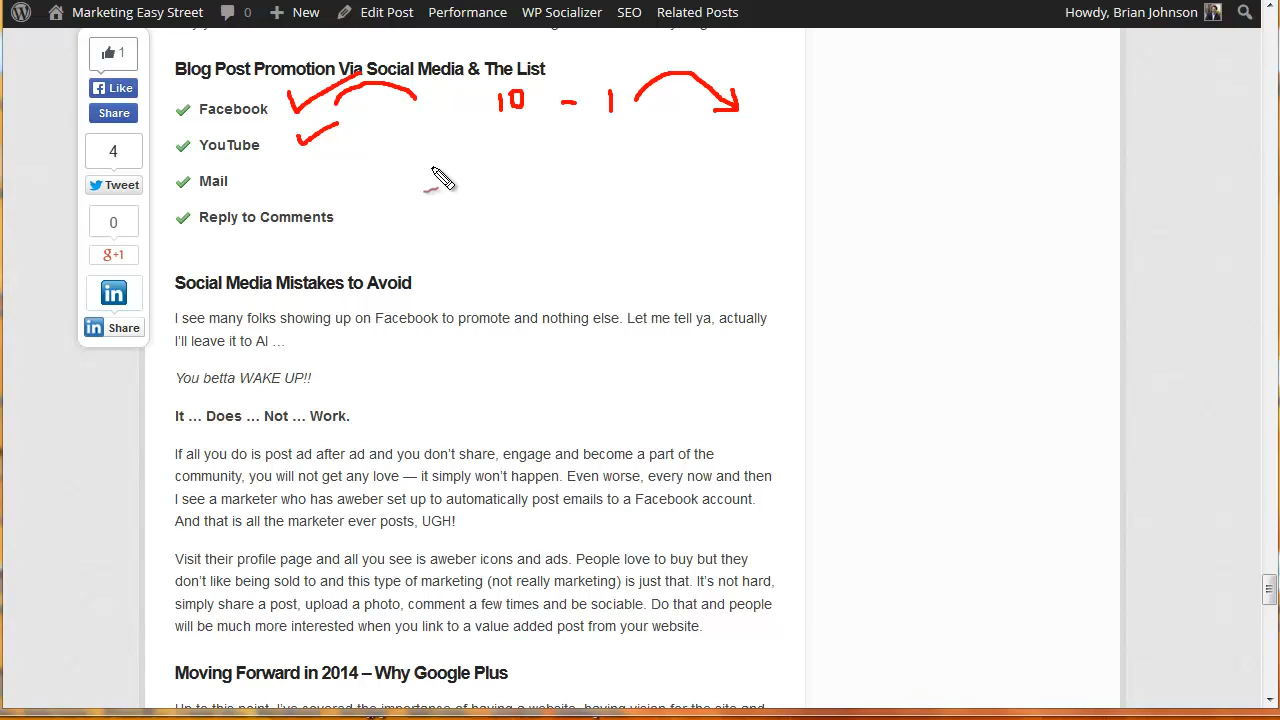 Marketing Easy Street 0 New Edit Post Performance WP Socializer SEO Related Posts Howdy, Brian Johnson
Blog Post Promotion Via Social Media & The List
Facebook
10 - 1
YouTube
Mail
Reply to Comments
1
Like
Share
4
Tweet
0
g+1
in
in Share
Social Media Mistakes to Avoid
I see many folks showing up on Facebook to promote and nothing else. Let me tell ya, actually
I'll leave it to Al …
You betta WAKE UP!!
It … Does … Not … Work.
If all you do is post ad after ad and you don't share, engage and become a part of the
community, you will not get any love — it simply won't happen. Even worse, every now and then
I see a marketer who has aweber set up to automatically post emails to a Facebook account.
And that is all the marketer ever posts, UGH!
Visit their profile page and all you see is aweber icons and ads. People love to buy but they
don't like being sold to and this type of marketing (not really marketing) is just that. It's not hard,
simply share a post, upload a photo, comment a few times and be sociable. Do that and people
will be much more interested when you link to a value added post from your website.
Moving Forward in 2014 – Why Google Plus